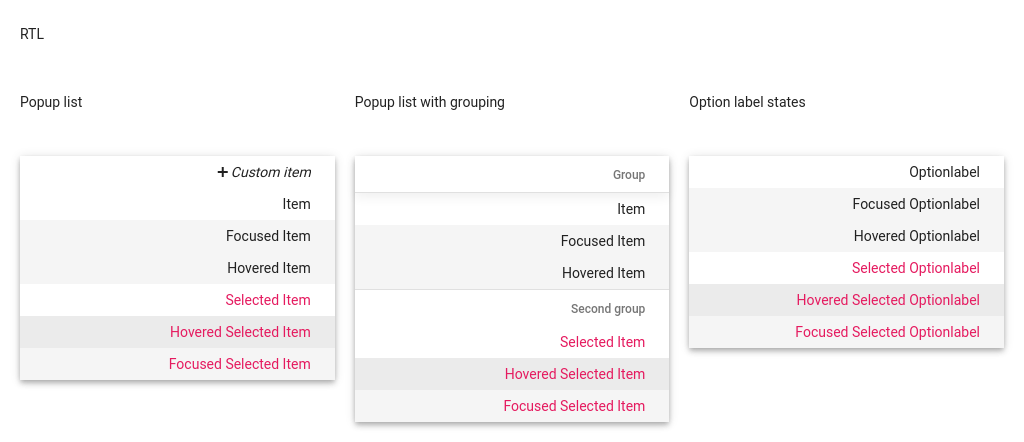 RTL
Popup list
+ Custom item
Item
Focused Item
Hovered Item
Selected Item
Hovered Selected Item
Focused Selected Item
Popup list with grouping
Group
Item
Focused Item
Hovered Item
Second group
Selected Item
Hovered Selected Item
Focused Selected Item
Option label states
Optionlabel
Focused Optionlabel
Hovered Optionlabel
Selected Optionlabel
Hovered Selected Optionlabel
Focused Selected Optionlabel